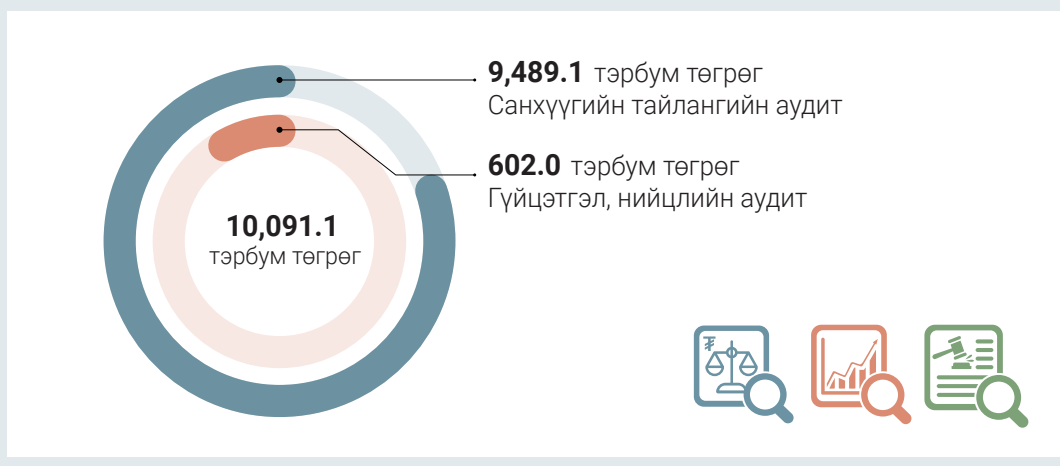 9,489.1 тэрбум төгрөг
Санхүүгийн тайлангийн аудит
602.0 тэрбум төгрөг
Гүйцэтгэл, нийцлийн аудит
10,091.1
тэрбум төгрөг
₮